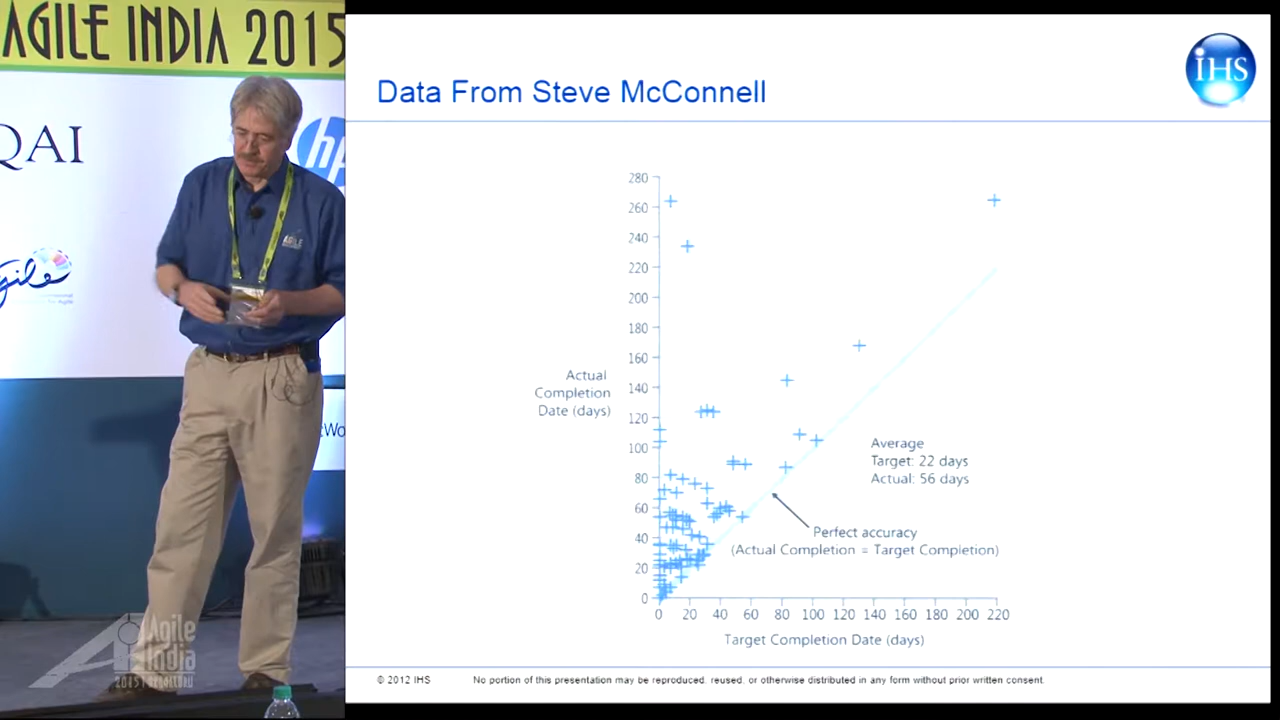 AGILE INDIA 2015
QAI
hp
gile
AGILE
Agile
India
2015
Data From Steve McConnell
IHS
280
260
240
220
200
180
160
140
120
100
80
60
40
20
0
Actual
Completion
Date (days)
Average
Target: 22 days
Actual: 56 days
Perfect accuracy
(Actual Completion = Target Completion)
0 20 40 60 80 100 120 140 160 180 200 220
Target Completion Date (days)
© 2012 IHS
No portion of this presentation may be reproduced, reused, or otherwise distributed in any form without prior written consent.